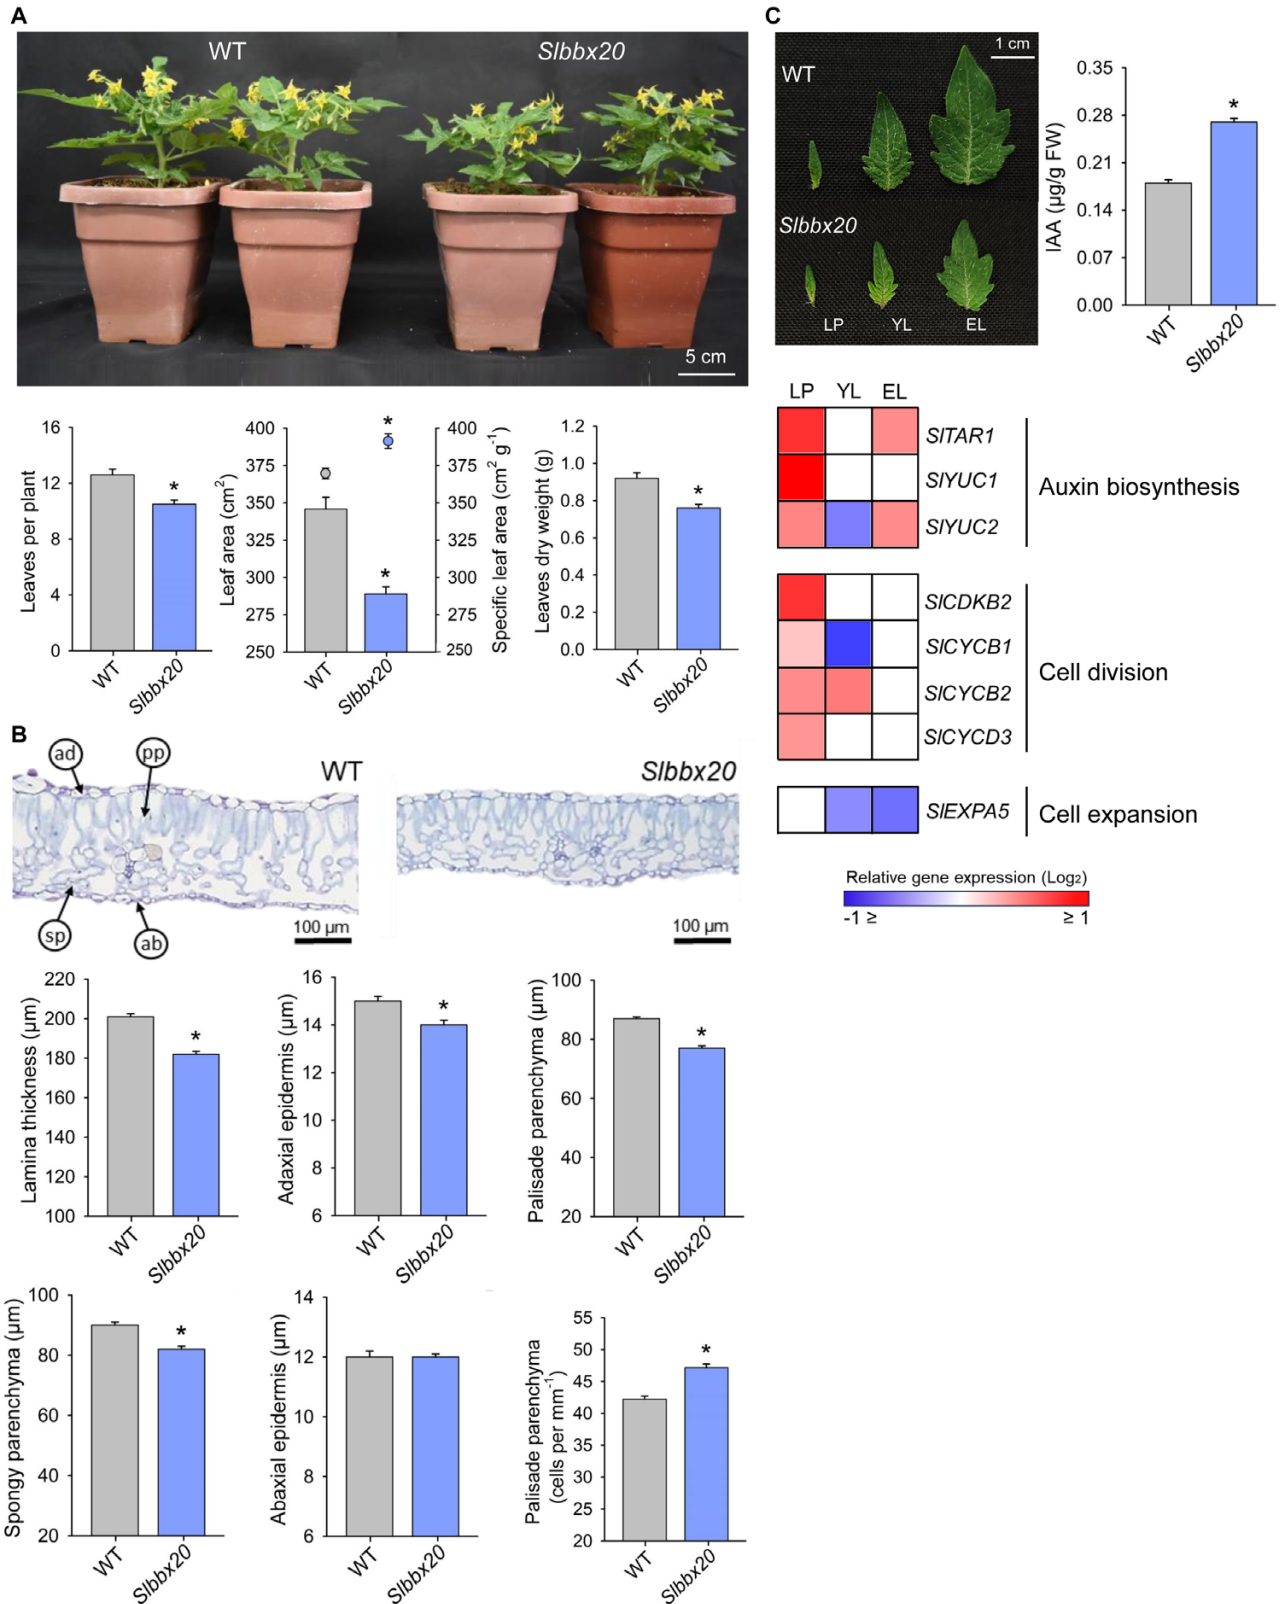 A
WT
Slbbx20
5 cm
16
12
8
4
0
Leaves per plant
WT
Slbbx20
*
400
375
350
325
300
275
250
Leaf area (cm2)
*
*
WT
Slbbx20
400
375
350
325
300
275
250
Specific leaf area (cm2 g-1)
1.2
1.0
0.8
0.6
0.4
0.2
0.0
Leaves dry weight (g)
*
WT
Slbbx20
B
ad
pp
WT
Slbbx20
sp
ab
100 µm
100 µm
220
200
180
160
140
120
100
Lamina thickness (µm)
*
WT
Slbbx20
16
14
12
10
8
6
Adaxial epidermis (µm)
*
WT
Slbbx20
100
80
60
40
20
Palisade parenchyma (µm)
*
WT
Slbbx20
100
80
60
40
20
Spongy parenchyma (µm)
*
WT
Slbbx20
14
12
10
8
6
Abaxial epidermis (µm)
WT
Slbbx20
55
50
45
40
35
30
25
20
Palisade parenchyma
(cells per mm-1)
*
WT
Slbbx20
C
1 cm
WT
Slbbx20
LP YL EL
0.35
0.28
0.21
0.14
0.07
0.00
IAA (µg/g FW)
*
WT
Slbbx20
LP YL EL
SlTAR1
SlYUC1
SlYUC2
Auxin biosynthesis
SlCDKB2
SlCYCB1
SlCYCB2
SlCYCD3
Cell division
SlEXPA5
Cell expansion
Relative gene expression (Log2)
-1 ≥
≥ 1